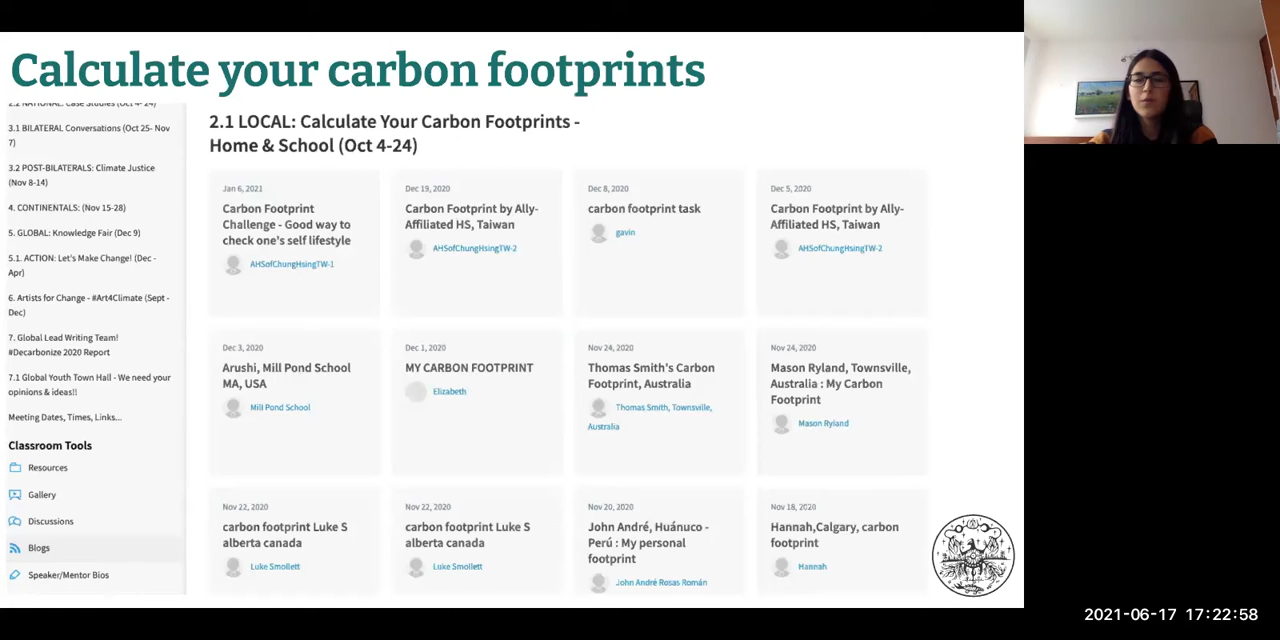 Calculate your carbon footprints
2.2 NATIONAL: Case Studies (Oct 4- 24)
3.1 BILATERAL Conversations (Oct 25- Nov
7)
3.2 POST-BILATERALS: Climate Justice
(Nov 8-14)
4. CONTINENTALS: (Nov 15-28)
5. GLOBAL: Knowledge Fair (Dec 9)
5.1. ACTION: Let's Make Change! (Dec -
Apr)
6. Artists for Change - #Art4Climate (Sept -
Dec)
7. Global Lead Writing Team!
#Decarbonize 2020 Report
7.1 Global Youth Town Hall - We need your
opinions & ideas!!
Meeting Dates, Times, Links...
Classroom Tools
Resources
Gallery
Discussions
Blogs
Speaker/Mentor Bios
2.1 LOCAL: Calculate Your Carbon Footprints -
Home & School (Oct 4-24)
Jan 6, 2021
Carbon Footprint
Challenge - Good way to
check one's self lifestyle
AHSofChungHsingTW-1
Dec 19, 2020
Carbon Footprint by Ally-
Affiliated HS, Taiwan
AHSofChungHsingTW-2
Dec 8, 2020
carbon footprint task
gavin
Dec 5, 2020
Carbon Footprint by Ally-
Affiliated HS, Taiwan
AHSofChungHsingTW-2
Dec 3, 2020
Arushi, Mill Pond School
MA, USA
Mill Pond School
Dec 1, 2020
MY CARBON FOOTPRINT
Elizabeth
Nov 24, 2020
Thomas Smith's Carbon
Footprint, Australia
Thomas Smith, Townsville,
Australia
Nov 24, 2020
Mason Ryland, Townsville,
Australia : My Carbon
Footprint
Mason Ryland
Nov 22, 2020
carbon footprint Luke S
alberta canada
Luke Smollett
Nov 22, 2020
carbon footprint Luke S
alberta canada
Luke Smollett
Nov 20, 2020
John André, Huánuco -
Perú : My personal
footprint
John André Rosas Román
Nov 18, 2020
Hannah,Calgary, carbon
footprint
Hannah
2021-06-17 17:22:58